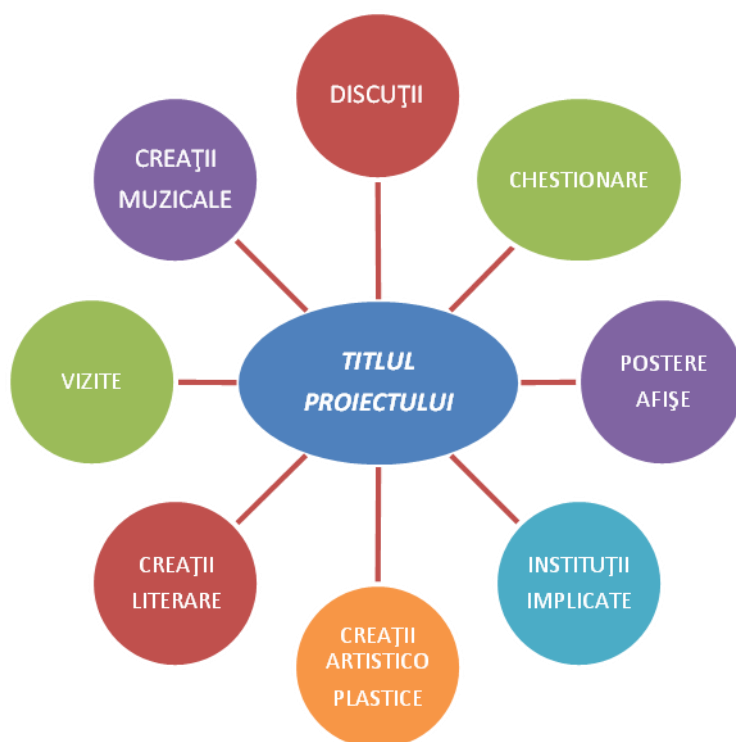 DISCUŢII
CREAŢII
MUZICALE
CHESTIONARE
TITLUL
PROIECTULUI
VIZITE
POSTERE
AFIŞE
CREAŢII
LITERARE
INSTITUŢII
IMPLICATE
CREAŢII
ARTISTICO
PLASTICE